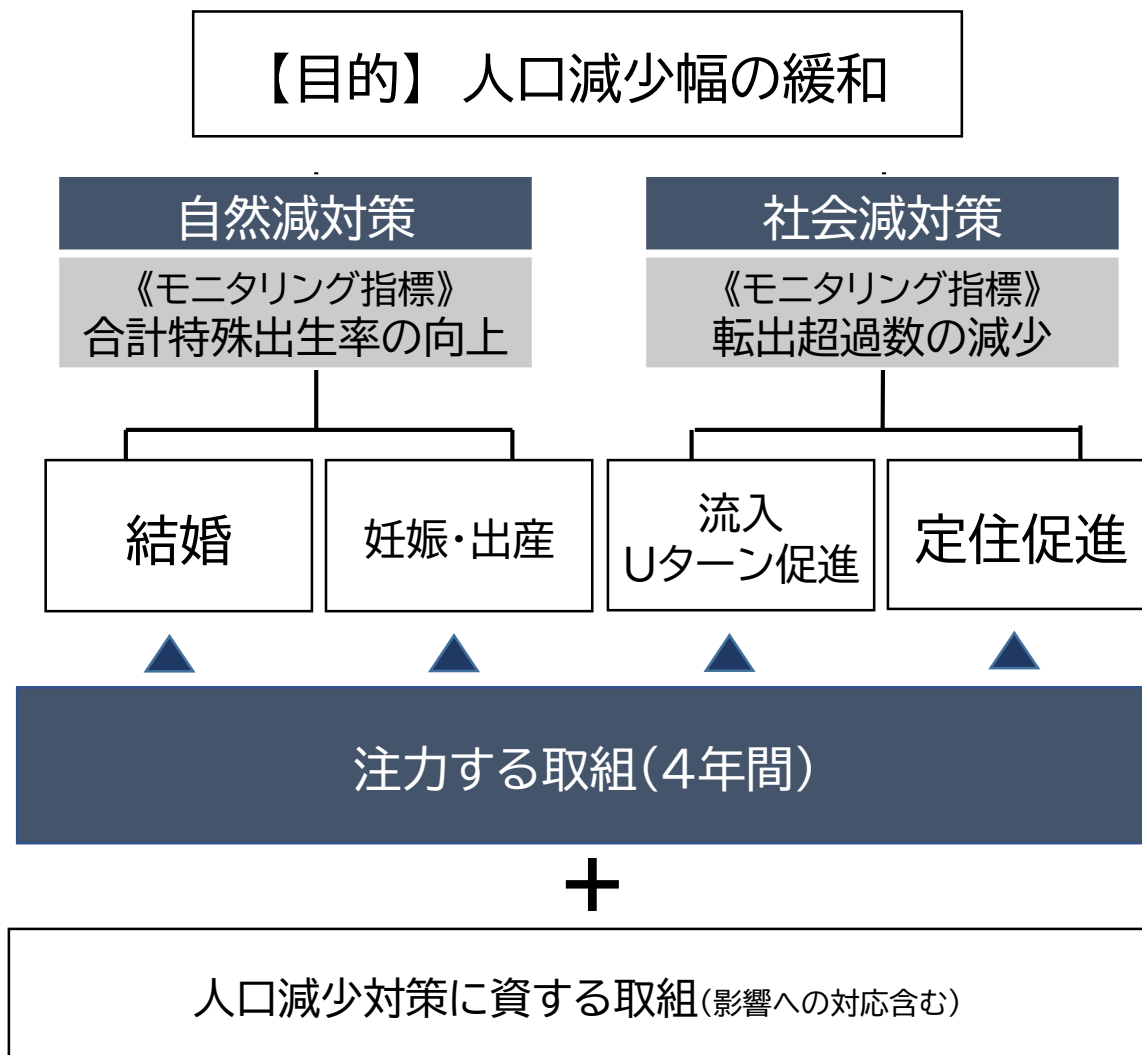 【目的】 人口減少幅の緩和
自然減対策
《モニタリング指標》
合計特殊出生率の向上
社会減対策
《モニタリング指標》
転出超過数の減少
結婚
妊娠・出産
流入
Uターン促進
定住促進
注力する取組(4年間)
+
人口減少対策に資する取組(影響への対応含む)